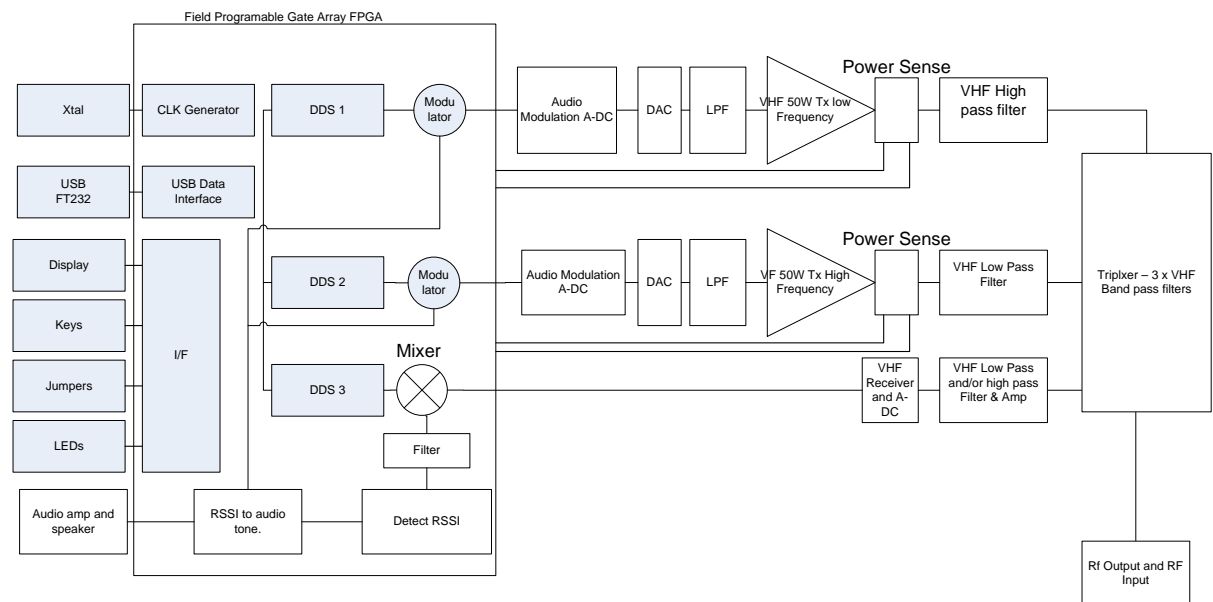 Field Programable Gate Array FPGA
Xtal
CLK Generator
DDS 1
Modu
lator
Audio
Modulation A-DC
DAC
LPF
VHF 50W Tx low
Frequency
Power Sense
VHF High
pass filter
USB
FT232
USB Data
Interface
Display
Keys
Jumpers
LEDs
I/F
DDS 2
Modu
lator
Audio Modulation
A-DC
DAC
LPF
VF 50W Tx High
Frequency
Power Sense
VHF Low Pass
Filter
Triplxer – 3 x VHF
Band pass filters
DDS 3
Mixer
VHF
Receiver
and A-
DC
VHF Low Pass
and/or high pass
Filter & Amp
Filter
Audio amp and
speaker
RSSI to audio
tone.
Detect RSSI
Rf Output and RF
Input